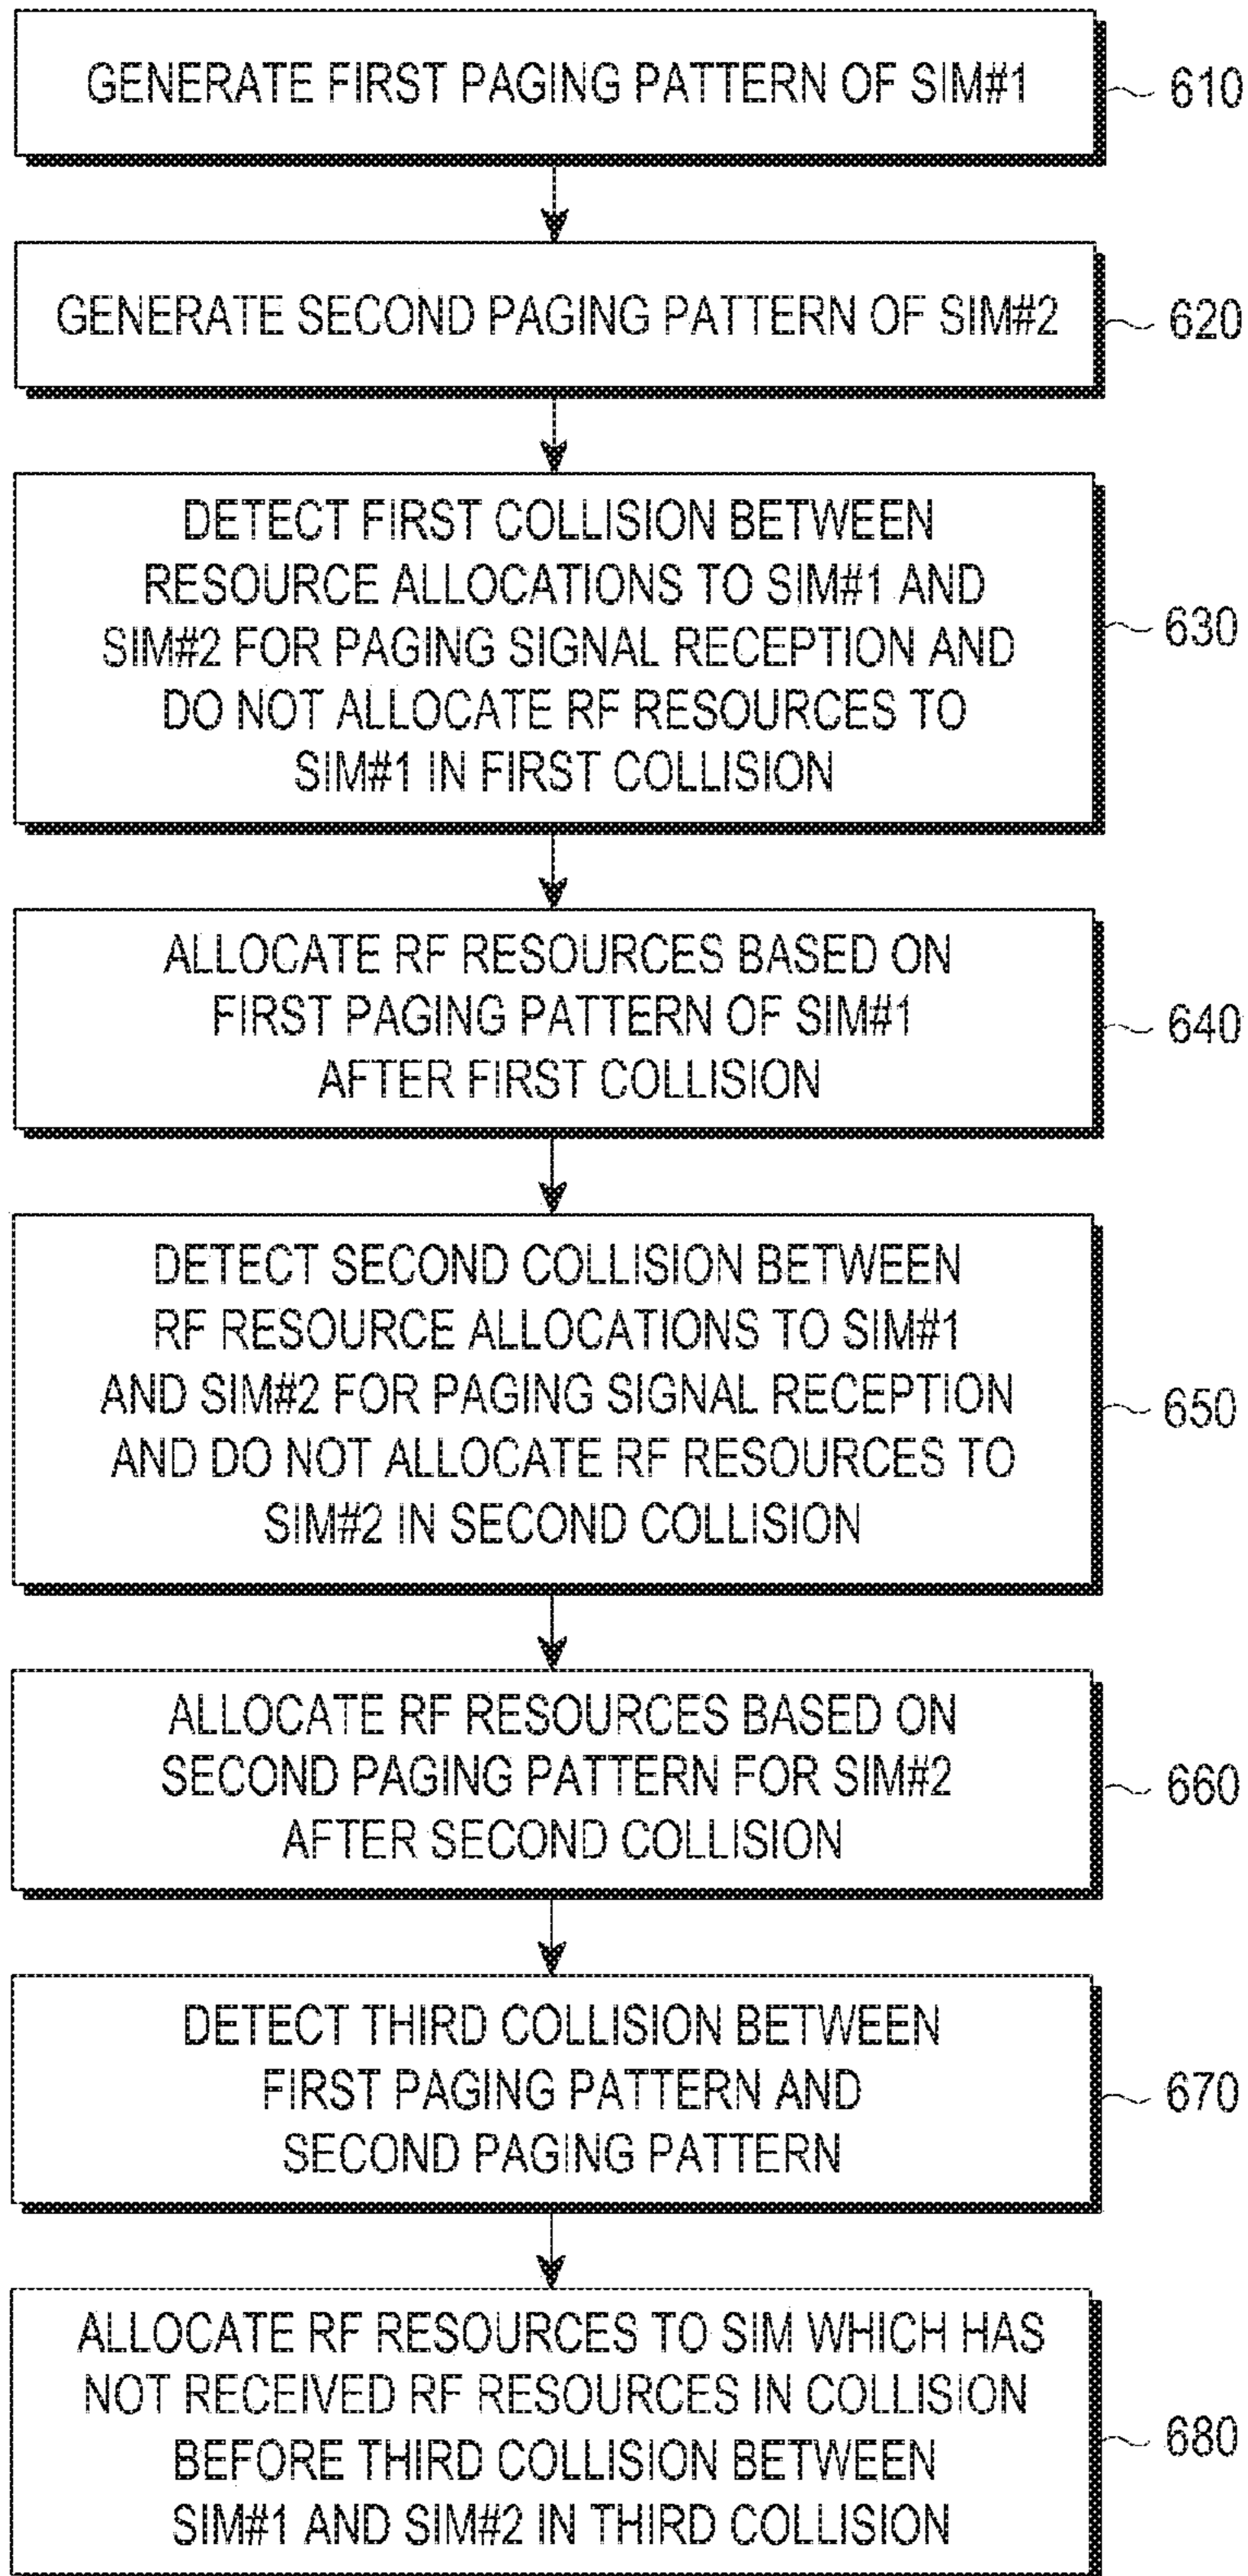 GENERATE FIRST PAGING PATTERN OF SIM#1
610
GENERATE SECOND PAGING PATTERN OF SIM#2
620
DETECT FIRST COLLISION BETWEEN
RESOURCE ALLOCATIONS TO SIM#1 AND
SIM#2 FOR PAGING SIGNAL RECEPTION AND
DO NOT ALLOCATE RF RESOURCES TO
SIM#1 IN FIRST COLLISION
630
ALLOCATE RF RESOURCES BASED ON
FIRST PAGING PATTERN OF SIM#1
AFTER FIRST COLLISION
640
DETECT SECOND COLLISION BETWEEN
RF RESOURCE ALLOCATIONS TO SIM#1
AND SIM#2 FOR PAGING SIGNAL RECEPTION
AND DO NOT ALLOCATE RF RESOURCES TO
SIM#2 IN SECOND COLLISION
650
ALLOCATE RF RESOURCES BASED ON
SECOND PAGING PATTERN FOR SIM#2
AFTER SECOND COLLISION
660
DETECT THIRD COLLISION BETWEEN
FIRST PAGING PATTERN AND
SECOND PAGING PATTERN
670
ALLOCATE RF RESOURCES TO SIM WHICH HAS
NOT RECEIVED RF RESOURCES IN COLLISION
BEFORE THIRD COLLISION BETWEEN
SIM#1 AND SIM#2 IN THIRD COLLISION
680